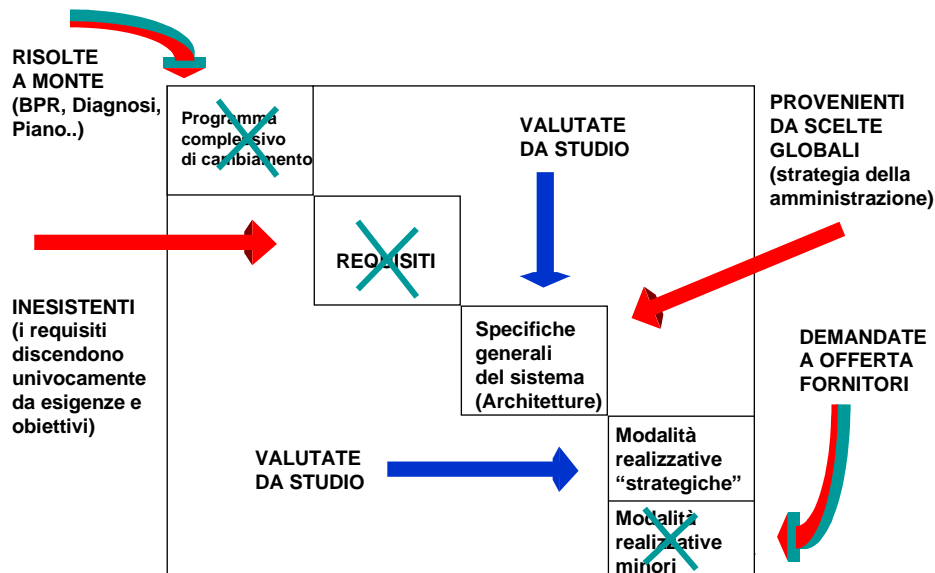 RISOLTE
A MONTE
(BPR, Diagnosi,
Piano..)
Programma
complessivo
di cambiamento
VALUTATE
DA STUDIO
PROVENIENTI
DA SCELTE
GLOBALI
(strategia della
amministrazione)
REQUISITI
INESISTENTI
(i requisiti
discendono
univocamente
da esigenze e
obiettivi)
Specifiche
generali
del sistema
(Architetture)
DEMANDATE
A OFFERTA
FORNITORI
VALUTATE
DA STUDIO
Modalità
realizzative
“strategiche”
Modalità
realizzative
minori